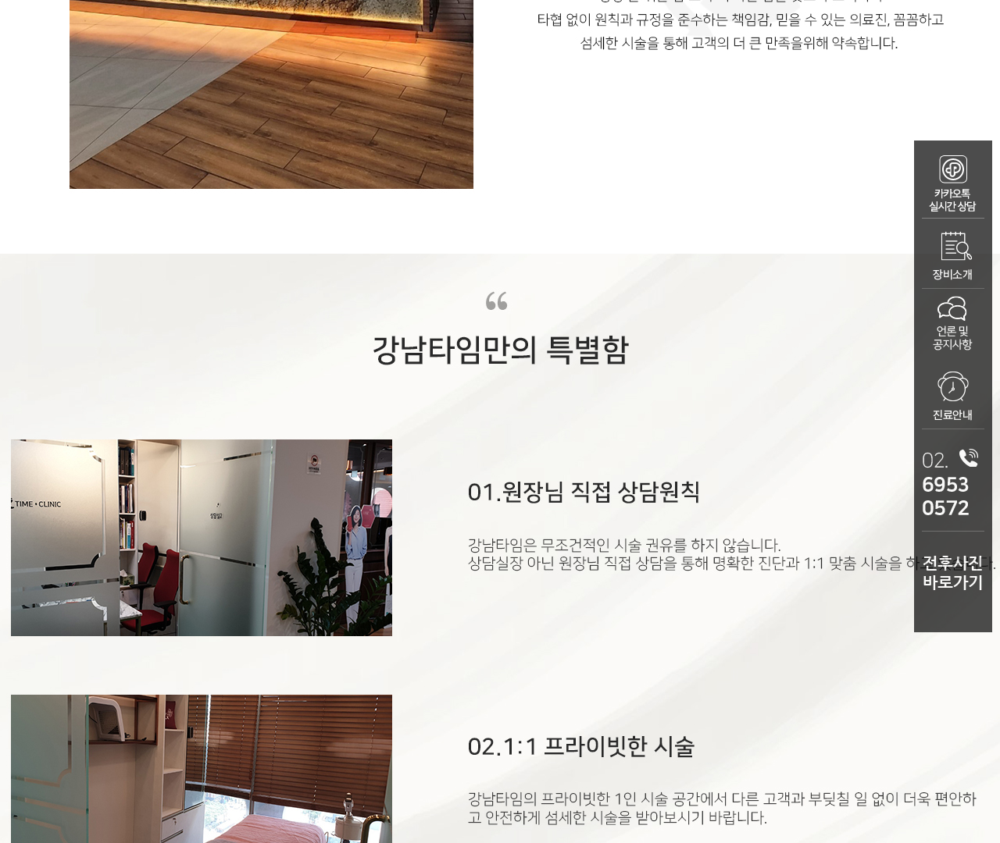 타협 없이 원칙과 규정을 준수하는 책임감, 믿을 수 있는 의료진, 꼼꼼하고
섬세한 시술을 통해 고객의 더 큰 만족을위해 약속합니다.
카카오톡
실시간 상담
장비소개
언론 및
공지사항
진료안내
02.
6953
0572
전후사진
바로가기
“
강남타임만의 특별함
TIME • CLINIC
상담실2
01.원장님 직접 상담원칙
강남타임은 무조건적인 시술 권유를 하지 않습니다.
상담실장 아닌 원장님 직접 상담을 통해 명확한 진단과 1:1 맞춤 시술을
02.1:1 프라이빗한 시술
강남타임의 프라이빗한 1인 시술 공간에서 다른 고객과 부딪칠 일 없이 더욱 편안하
고 안전하게 섬세한 시술을 받아보시기 바랍니다.